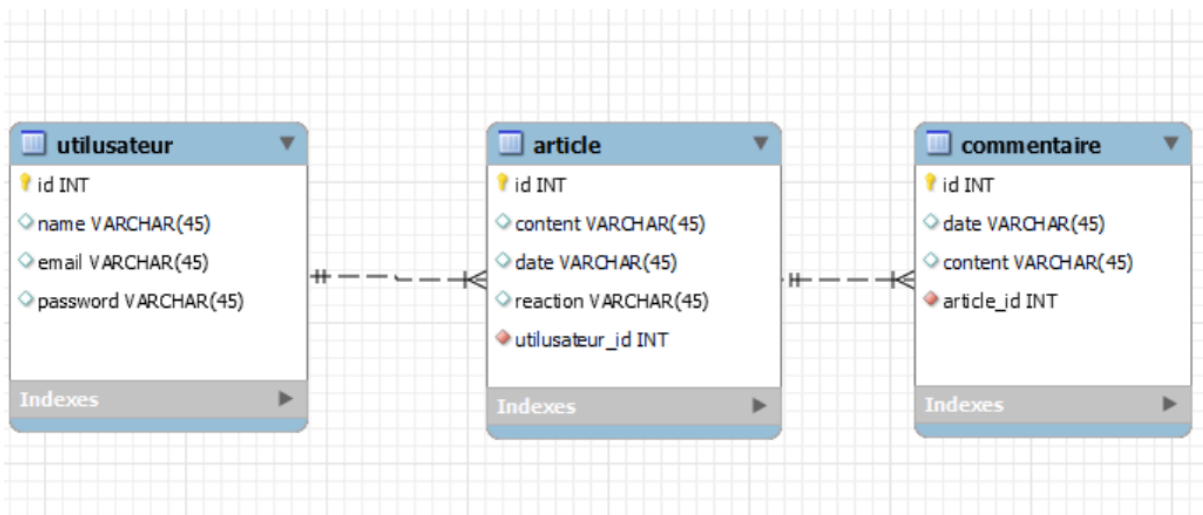 utilusateur
id INT
name VARCHAR(45)
email VARCHAR(45)
password VARCHAR(45)
Indexes
article
id INT
content VARCHAR(45)
date VARCHAR(45)
reaction VARCHAR(45)
utilusateur_id INT
Indexes
commentaire
id INT
date VARCHAR(45)
content VARCHAR(45)
article_id INT
Indexes